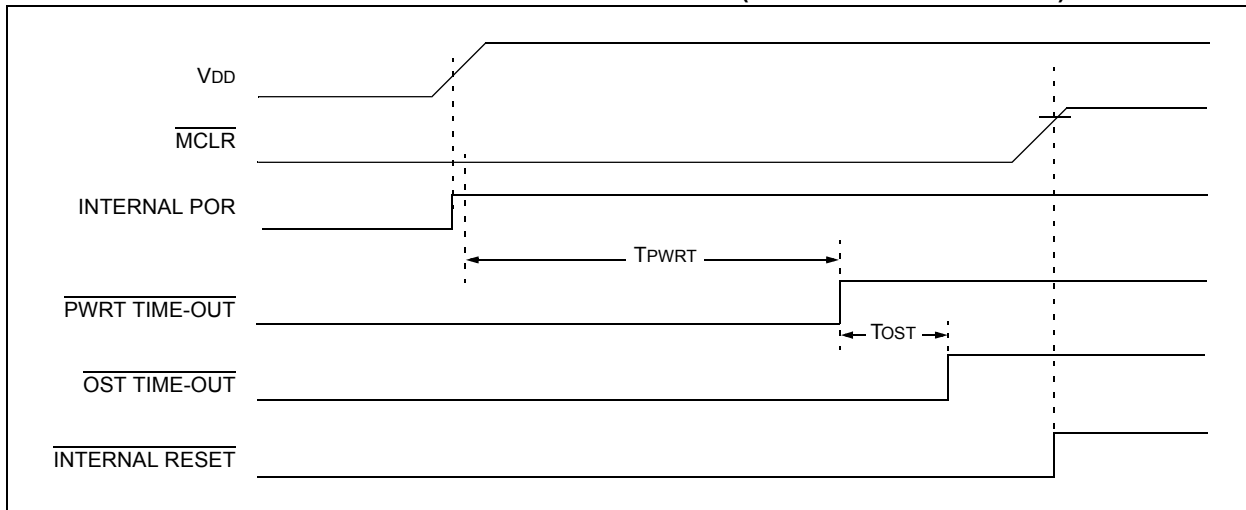 VDD
MCLR
INTERNAL POR
TPWRT
PWRT TIME-OUT
TOST
OST TIME-OUT
INTERNAL RESET